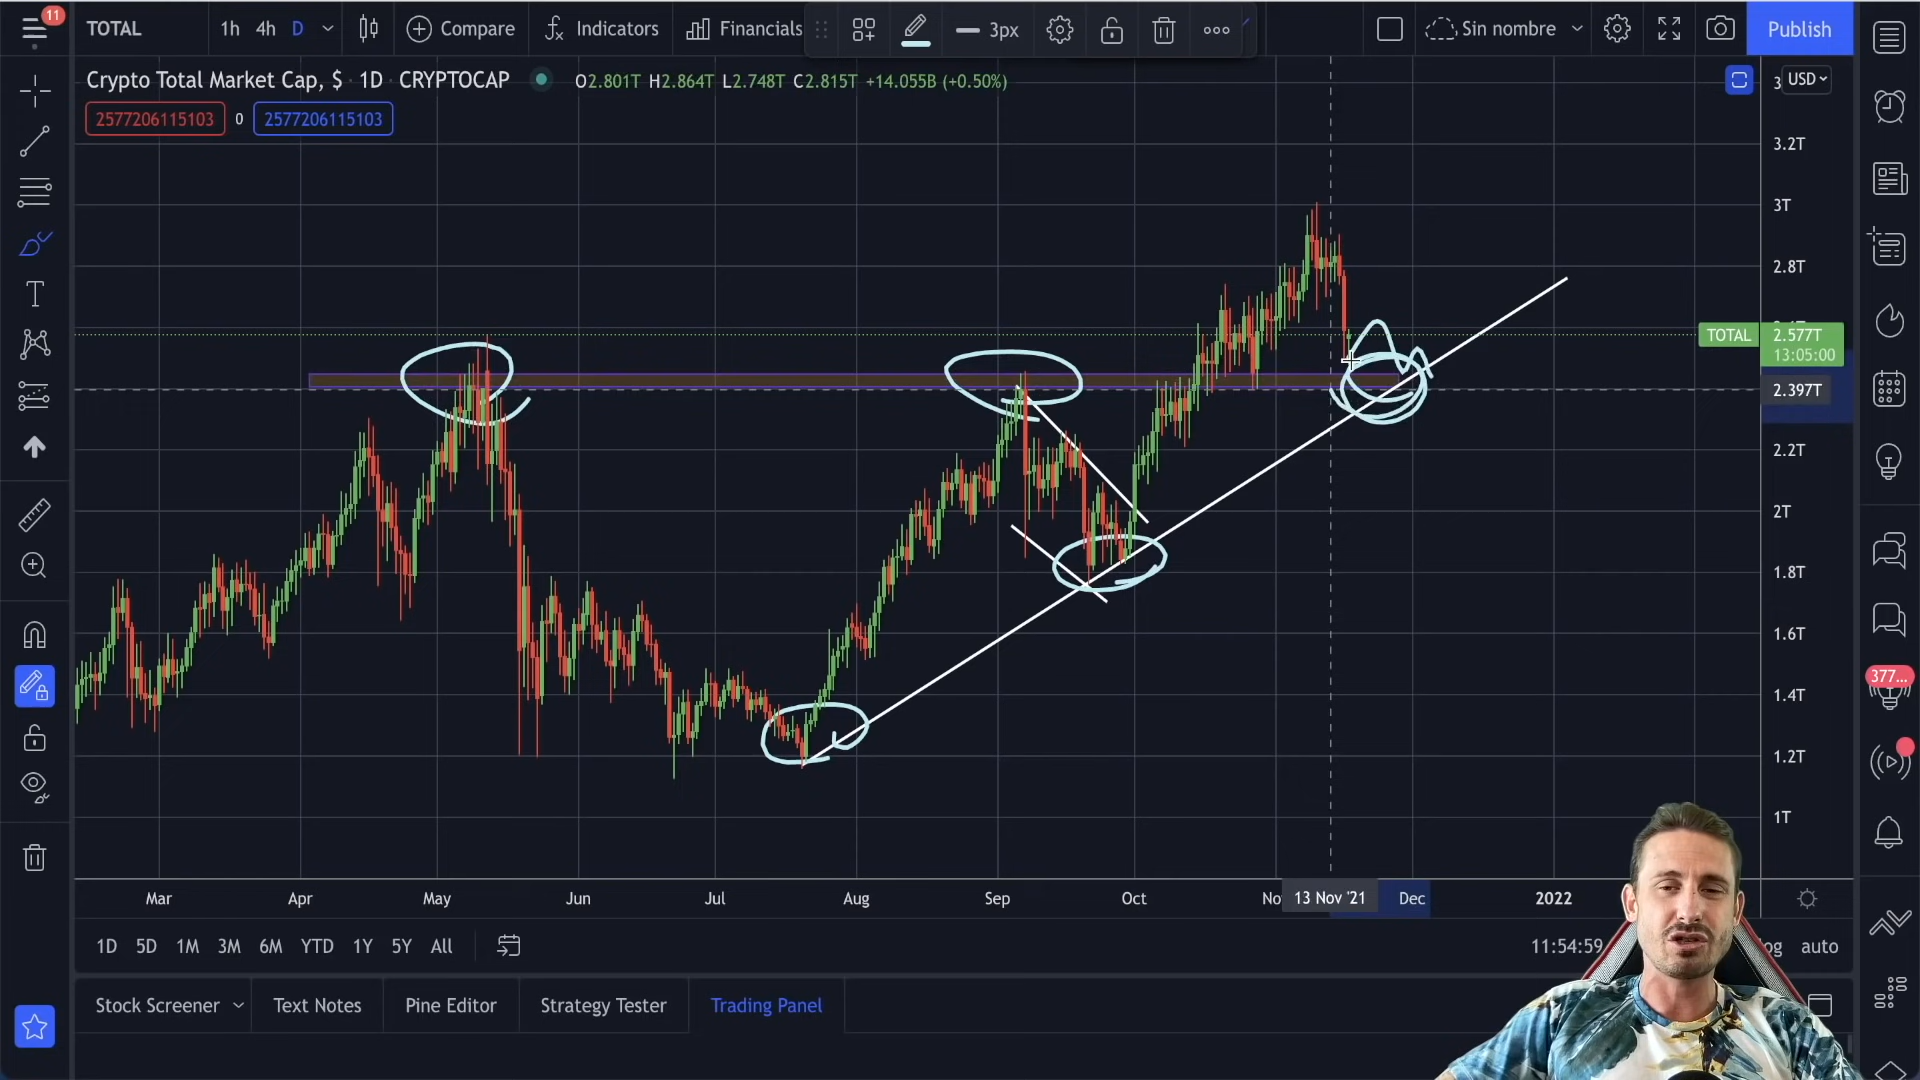 11
TOTAL
1h 4h D
Compare
Indicators
Financials
3px
Sin nombre
Publish
Crypto Total Market Cap, $ · 1D · CRYPTOCAP
O2.801T H2.864T L2.748T C2.815T +14.055B (+0.50%)
USD
2577206115103 0 2577206115103
3.2T
3T
2.8T
TOTAL 2.577T
13:05:00
2.397T
2.2T
2T
1.8T
1.6T
1.4T
1.2T
1T
377...
Mar Apr May Jun Jul Aug Sep Oct 13 Nov '21 Dec 2022
1D 5D 1M 3M 6M YTD 1Y 5Y All
11:54:59
auto
Stock Screener Text Notes Pine Editor Strategy Tester Trading Panel